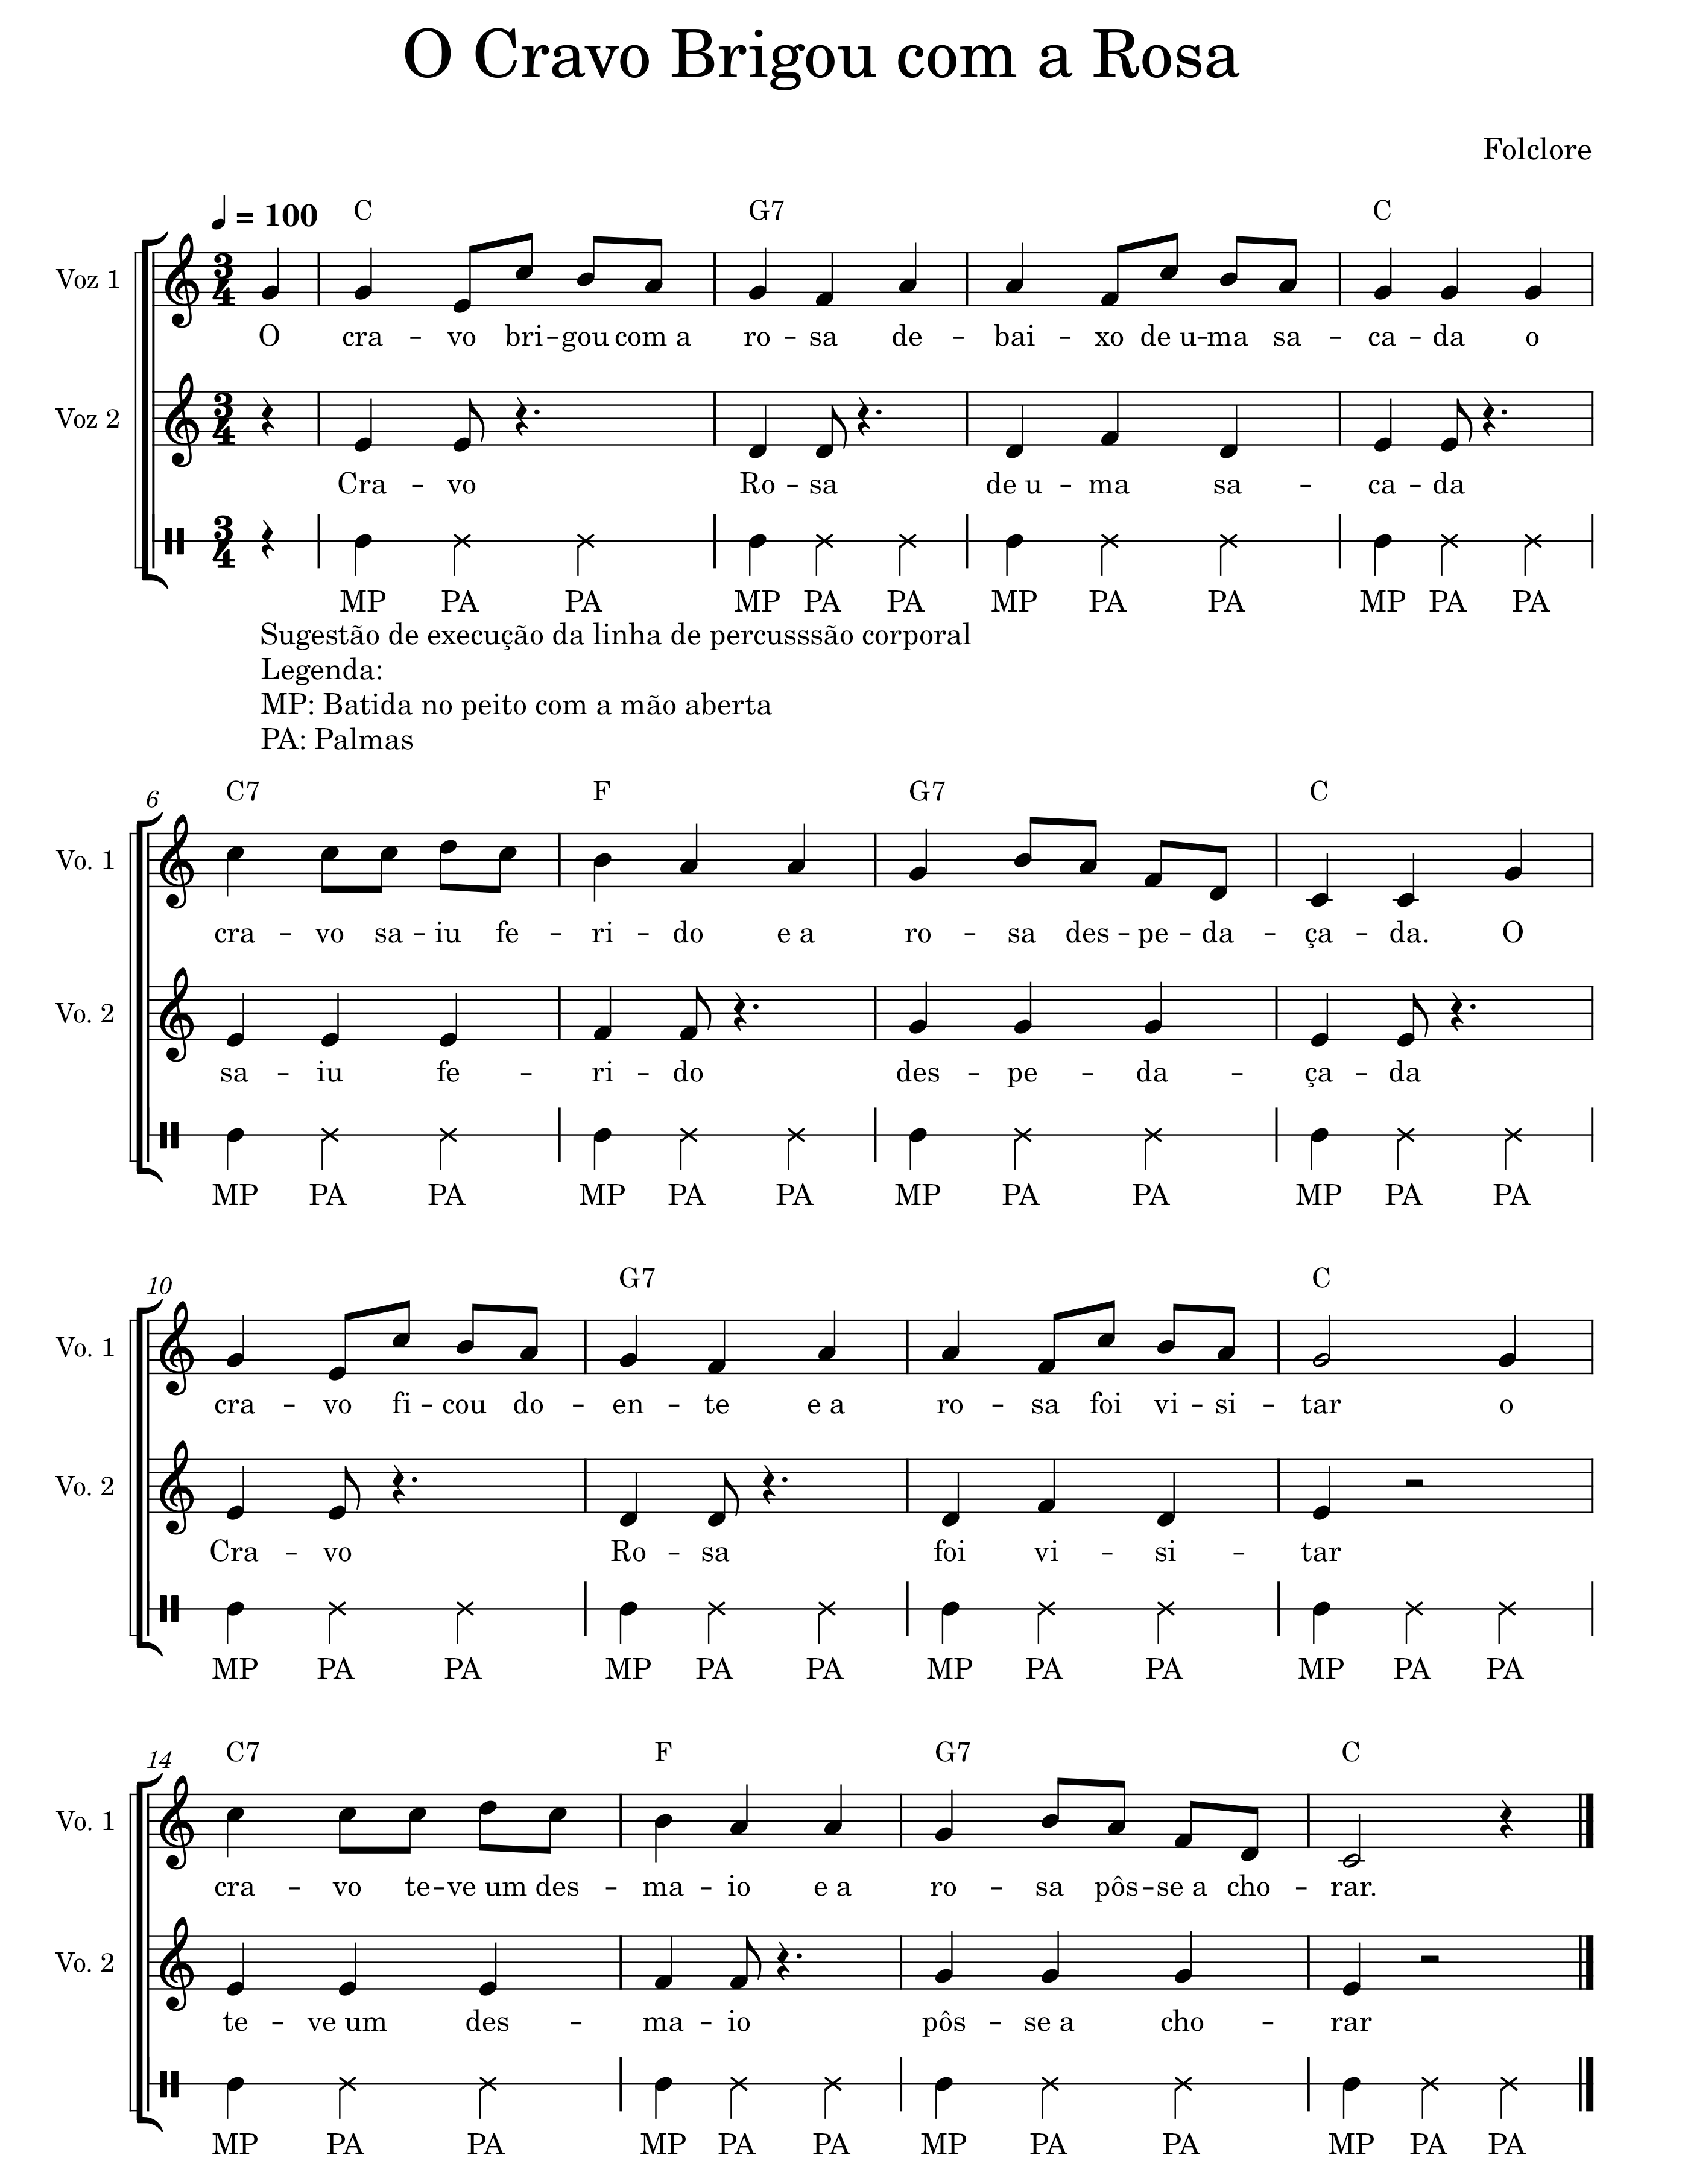 O Cravo Brigou com a Rosa
Folclore
= 100
C G7 C
Voz 1
3 4
O cra - vo bri - gou com a ro - sa de - bai - xo de u - ma sa - ca - da o
Voz 2
3 4
Cra - vo Ro - sa de u - ma sa - ca - da
3 4
MP PA PA MP PA PA MP PA PA MP PA PA
Sugestão de execução da linha de percusssão corporal
Legenda:
MP: Batida no peito com a mão aberta
PA: Palmas
6 C7 F G7 C
Vo. 1
cra - vo sa - iu fe - ri - do e a ro - sa des - pe - da - ça - da. O
Vo. 2
sa - iu fe - ri - do des - pe - da - ça - da
MP PA PA MP PA PA MP PA PA MP PA PA
10 G7 C
Vo. 1
cra - vo fi - cou do - en - te e a ro - sa foi vi - si - tar o
Vo. 2
Cra - vo Ro - sa foi vi - si - tar
MP PA PA MP PA PA MP PA PA MP PA PA
14 C7 F G7 C
Vo. 1
cra - vo te - ve um des - ma - io e a ro - sa pôs - se a cho - rar.
Vo. 2
te - ve um des - ma - io pôs - se a cho - rar
MP PA PA MP PA PA MP PA PA MP PA PA